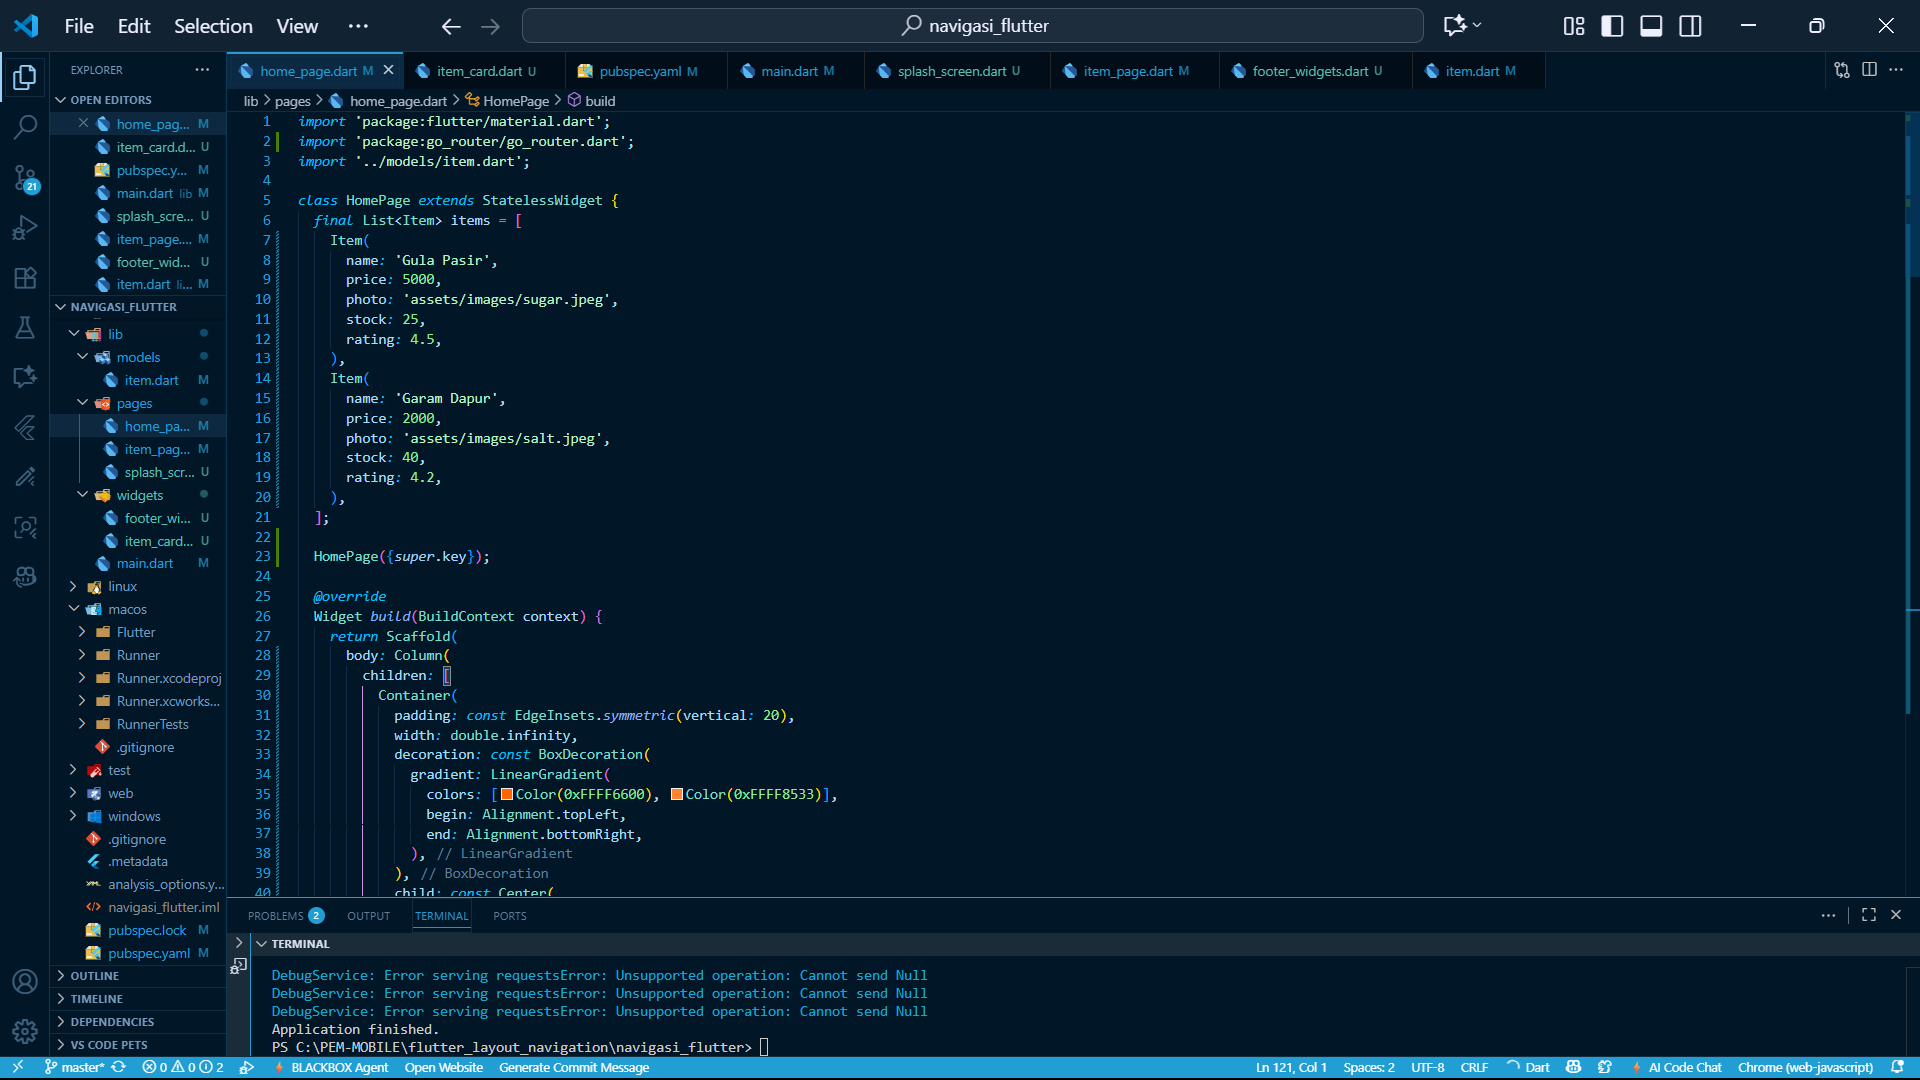 File Edit Selection View ···
navigasi_flutter
EXPLORER ···
OPEN EDITORS
home_pag... M
item_card.d... U
pubspec.y... M
main.dart lib M
splash_scre... U
item_page.... M
footer_wid... U
item.dart li... M
NAVIGASI_FLUTTER
lib
models
item.dart M
pages
home_pa... M
item_pag... M
splash_scr... U
widgets
footer_wi... U
item_card... U
main.dart M
linux
macos
Flutter
Runner
Runner.xcodeproj
Runner.xcworks...
RunnerTests
.gitignore
test
web
windows
.gitignore
.metadata
analysis_options.y...
navigasi_flutter.iml
pubspec.lock M
pubspec.yaml M
OUTLINE
TIMELINE
DEPENDENCIES
VS CODE PETS
21
home_page.dart M item_card.dart U pubspec.yaml M main.dart M splash_screen.dart U item_page.dart M footer_widgets.dart U item.dart M
lib > pages > home_page.dart > HomePage > build
1 import 'package:flutter/material.dart';
2 import 'package:go_router/go_router.dart';
3 import '../models/item.dart';
4
5 class HomePage extends StatelessWidget {
6 final List<Item> items = [
7 Item(
8 name: 'Gula Pasir',
9 price: 5000,
10 photo: 'assets/images/sugar.jpeg',
11 stock: 25,
12 rating: 4.5,
13 ),
14 Item(
15 name: 'Garam Dapur',
16 price: 2000,
17 photo: 'assets/images/salt.jpeg',
18 stock: 40,
19 rating: 4.2,
20 ),
21 ];
22
23 HomePage({super.key});
24
25 @override
26 Widget build(BuildContext context) {
27 return Scaffold(
28 body: Column(
29 children: [
30 Container(
31 padding: const EdgeInsets.symmetric(vertical: 20),
32 width: double.infinity,
33 decoration: const BoxDecoration(
34 gradient: LinearGradient(
35 colors: [Color(0xFFFF6600), Color(0xFFFF8533)],
36 begin: Alignment.topLeft,
37 end: Alignment.bottomRight,
38 ), // LinearGradient
39 ), // BoxDecoration
40 child: const Center(
PROBLEMS 2 OUTPUT TERMINAL PORTS
TERMINAL
DebugService: Error serving requestsError: Unsupported operation: Cannot send Null
DebugService: Error serving requestsError: Unsupported operation: Cannot send Null
DebugService: Error serving requestsError: Unsupported operation: Cannot send Null
Application finished.
PS C:\PEM-MOBILE\flutter_layout_navigation\navigasi_flutter>
master* 0 0 2 BLACKBOX Agent Open Website Generate Commit Message Ln 121, Col 1 Spaces: 2 UTF-8 CRLF Dart AI Code Chat Chrome (web-javascript)